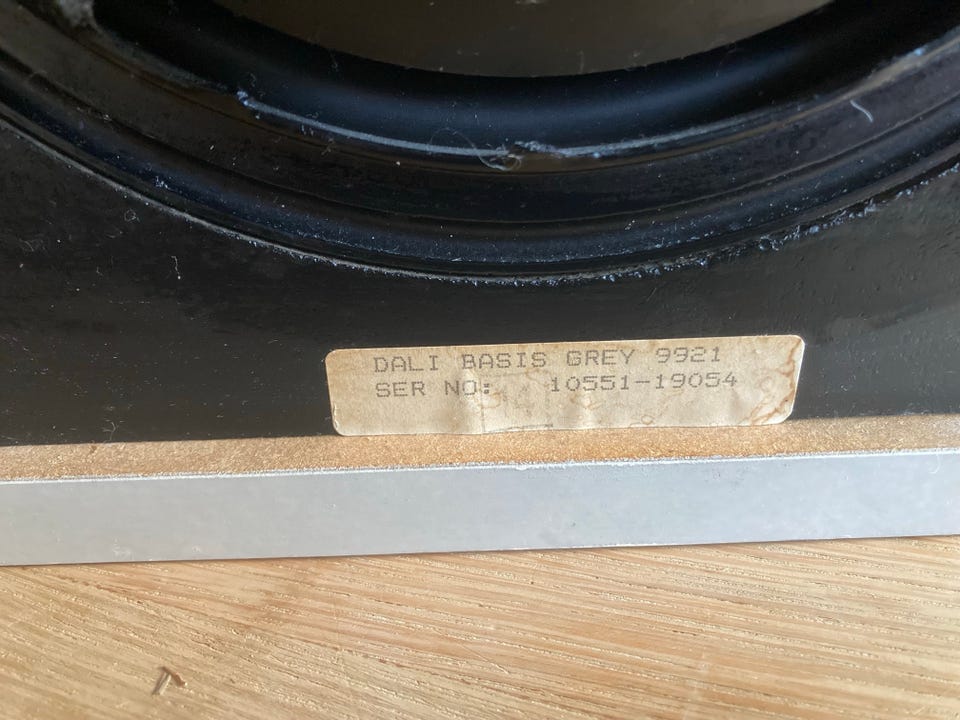 DALI BASIS GREY 9921
SER NO: 10551-19054